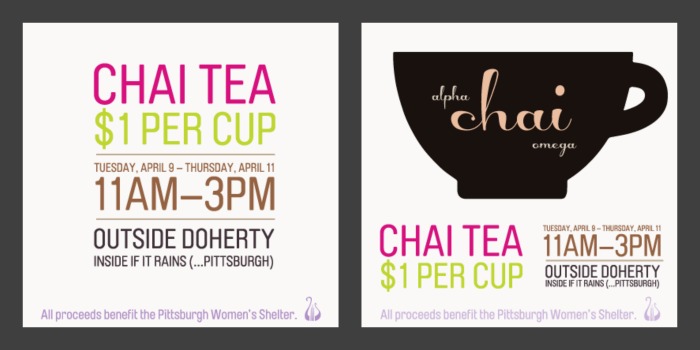 CHAI TEA
$1 PER CUP
TUESDAY, APRIL 9 – THURSDAY, APRIL 11
11AM–3PM
OUTSIDE DOHERTY
INSIDE IF IT RAINS (...PITTSBURGH)
All proceeds benefit the Pittsburgh Women's Shelter.
alpha
chai
omega
CHAI TEA
$1 PER CUP
TUESDAY, APRIL 9 – THURSDAY, APRIL 11
11AM–3PM
OUTSIDE DOHERTY
INSIDE IF IT RAINS (...PITTSBURGH)
All proceeds benefit the Pittsburgh Women's Shelter.